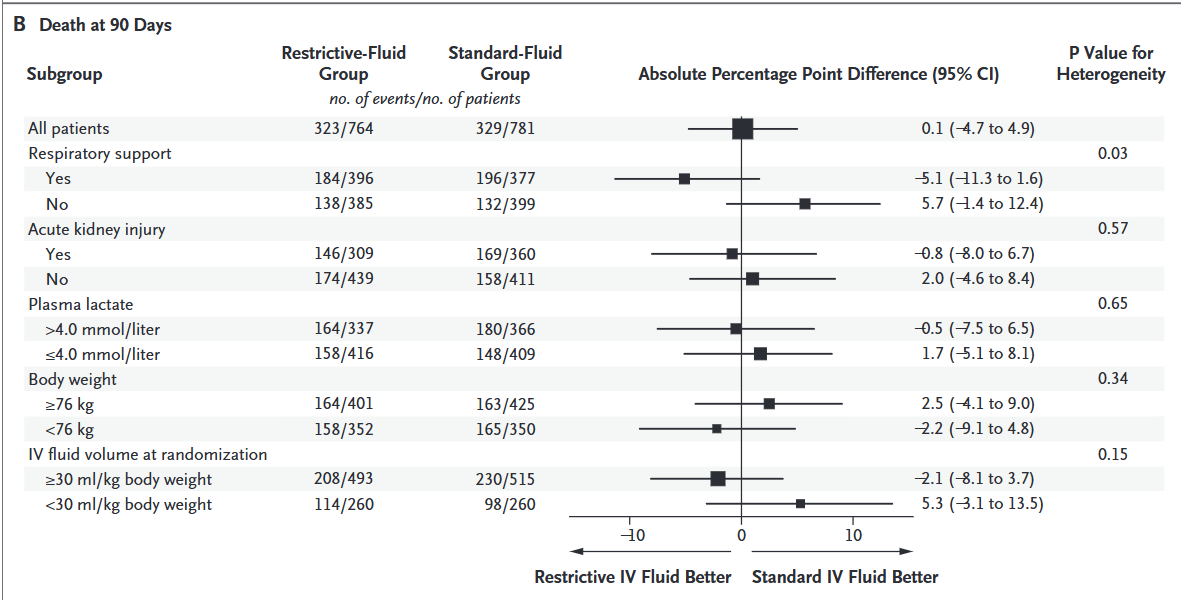 B Death at 90 Days
Subgroup Restrictive-Fluid Group Standard-Fluid Group Absolute Percentage Point Difference (95% CI) P Value for Heterogeneity
no. of events/no. of patients
All patients 323/764 329/781 0.1 (−4.7 to 4.9)
Respiratory support 0.03
Yes 184/396 196/377 −5.1 (−11.3 to 1.6)
No 138/385 132/399 5.7 (−1.4 to 12.4)
Acute kidney injury 0.57
Yes 146/309 169/360 −0.8 (−8.0 to 6.7)
No 174/439 158/411 2.0 (−4.6 to 8.4)
Plasma lactate 0.65
>4.0 mmol/liter 164/337 180/366 −0.5 (−7.5 to 6.5)
≤4.0 mmol/liter 158/416 148/409 1.7 (−5.1 to 8.1)
Body weight 0.34
≥76 kg 164/401 163/425 2.5 (−4.1 to 9.0)
<76 kg 158/352 165/350 −2.2 (−9.1 to 4.8)
IV fluid volume at randomization 0.15
≥30 ml/kg body weight 208/493 230/515 −2.1 (−8.1 to 3.7)
<30 ml/kg body weight 114/260 98/260 5.3 (−3.1 to 13.5)
−10 0 10
Restrictive IV Fluid Better Standard IV Fluid Better